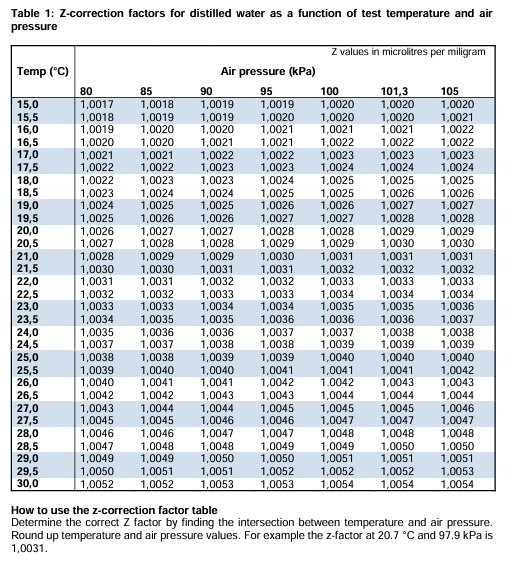 Table 1: Z-correction factors for distilled water as a function of test temperature and air
pressure
Z values in microlitres per miligram
Temp (°C) Air pressure (kPa)
80 85 90 95 100 101,3 105
15,0 1,0017 1,0018 1,0019 1,0019 1,0020 1,0020 1,0020
15,5 1,0018 1,0019 1,0019 1,0020 1,0020 1,0020 1,0021
16,0 1,0019 1,0020 1,0020 1,0021 1,0021 1,0021 1,0022
16,5 1,0020 1,0020 1,0021 1,0021 1,0022 1,0022 1,0022
17,0 1,0021 1,0021 1,0022 1,0022 1,0023 1,0023 1,0023
17,5 1,0022 1,0022 1,0023 1,0023 1,0024 1,0024 1,0024
18,0 1,0022 1,0023 1,0023 1,0024 1,0025 1,0025 1,0025
18,5 1,0023 1,0024 1,0024 1,0025 1,0025 1,0026 1,0026
19,0 1,0024 1,0025 1,0025 1,0026 1,0026 1,0027 1,0027
19,5 1,0025 1,0026 1,0026 1,0027 1,0027 1,0028 1,0028
20,0 1,0026 1,0027 1,0027 1,0028 1,0028 1,0029 1,0029
20,5 1,0027 1,0028 1,0028 1,0029 1,0029 1,0030 1,0030
21,0 1,0028 1,0029 1,0029 1,0030 1,0031 1,0031 1,0031
21,5 1,0030 1,0030 1,0031 1,0031 1,0032 1,0032 1,0032
22,0 1,0031 1,0031 1,0032 1,0032 1,0033 1,0033 1,0033
22,5 1,0032 1,0032 1,0033 1,0033 1,0034 1,0034 1,0034
23,0 1,0033 1,0033 1,0034 1,0034 1,0035 1,0035 1,0036
23,5 1,0034 1,0035 1,0035 1,0036 1,0036 1,0036 1,0037
24,0 1,0035 1,0036 1,0036 1,0037 1,0037 1,0038 1,0038
24,5 1,0037 1,0037 1,0038 1,0038 1,0039 1,0039 1,0039
25,0 1,0038 1,0038 1,0039 1,0039 1,0040 1,0040 1,0040
25,5 1,0039 1,0040 1,0040 1,0041 1,0041 1,0041 1,0042
26,0 1,0040 1,0041 1,0041 1,0042 1,0042 1,0043 1,0043
26,5 1,0042 1,0042 1,0043 1,0043 1,0044 1,0044 1,0044
27,0 1,0043 1,0044 1,0044 1,0045 1,0045 1,0045 1,0046
27,5 1,0045 1,0045 1,0046 1,0046 1,0047 1,0047 1,0047
28,0 1,0046 1,0046 1,0047 1,0047 1,0048 1,0048 1,0048
28,5 1,0047 1,0048 1,0048 1,0049 1,0049 1,0050 1,0050
29,0 1,0049 1,0049 1,0050 1,0050 1,0051 1,0051 1,0051
29,5 1,0050 1,0051 1,0051 1,0052 1,0052 1,0052 1,0053
30,0 1,0052 1,0052 1,0053 1,0053 1,0054 1,0054 1,0054
How to use the z-correction factor table
Determine the correct Z factor by finding the intersection between temperature and air pressure.
Round up temperature and air pressure values. For example the z-factor at 20.7 °C and 97.9 kPa is
1,0031.